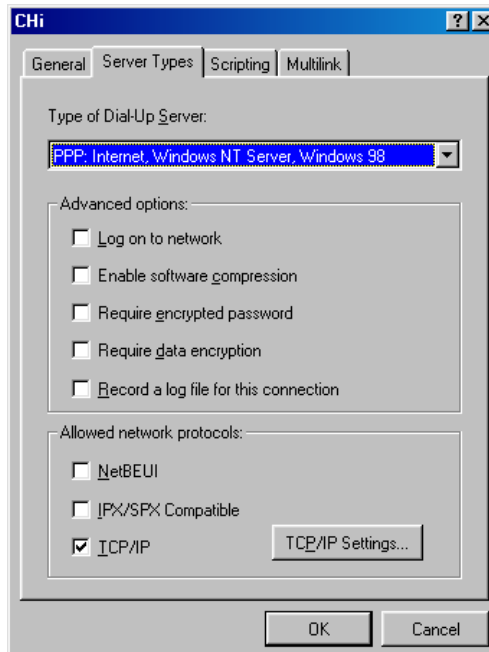 CHi
General Server Types Scripting Multilink
Type of Dial-Up Server:
PPP: Internet, Windows NT Server, Windows 98
Advanced options:
Log on to network
Enable software compression
Require encrypted password
Require data encryption
Record a log file for this connection
Allowed network protocols:
NetBEUI
IPX/SPX Compatible
TCP/IP TCP/IP Settings...
OK Cancel